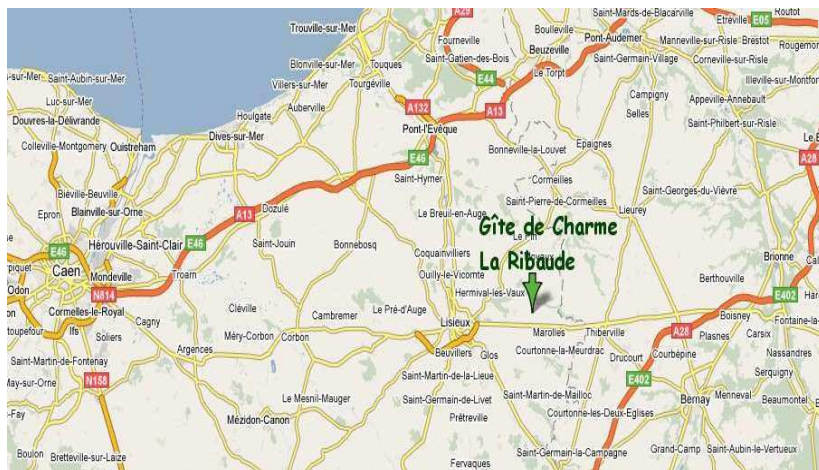 Trouville-sur-Mer
A29
Fourneville
Boulleville
Saint-Mards-de-Blacarville
Routot
Etreville
E05
Pont-Audemer
Manneville-sur-Risle
Brestot
Rougemon
Blonville-sur-Mer
Touques
Saint-Gatien-des-Bois
Beuzeville
Saint-Germain-Village
Corneville-sur-Risle
Saint-Aubin-sur-Mer
Villers-sur-Mer
Tourgeville
E44
Le Torpt
Illeville-sur-Montfor
Luc-sur-Mer
Auberville
A132
A13
Campigny
Appeville-Annebault
Houlgate
Selles
Saint-Philbert-sur-Risle
Douvres-la-Délivrande
Dives-sur-Mer
Pont-l'Evêque
Colleville-Montgomery
Ouistreham
Epaignes
Le B
E46
Bonneville-la-Louvet
A28
Saint-Hymer
Cormeilles
Biéville-Beuville
Saint-Georges-du-Vièvre
Epron
Blainville-sur-Orne
Saint-Pierre-de-Cormeilles
A13
Dozulé
Le Breuil-en-Auge
Lieurey
Gîte de Charme
Hérouville-Saint-Clair
E46
Saint-Jouin
Bonnebosq
Coquainvilliers
Le Pin
Brionne
E46
Caen
Mondeville
Troarn
Ouilly-le-Vicomte
La Ribaude
Berthouville
Odon
N814
Hermival-les-Vaux
E402
Cormelles-le-Royal
Cléville
Le Pré-d'Auge
Boisney
Fontaine-la-
Ifs
Cagny
Cambremer
Lisieux
Marolles
Thiberville
A28
Plasnes
Carsix
Soliers
Méry-Corbon
Corbon
Argences
Beuvillers
Glos
Courtonne-la-Meurdrac
Drucourt
Courbépine
Nassandres
Saint-Martin-de-Fontenay
Saint-Martin-de-la-Lieue
E402
Serquigny
May-sur-Orne
N158
Le Mesnil-Mauger
Saint-Germain-de-Livet
Saint-Martin-de-Mailloc
Bernay
Menneval
Beaumontel
Mézidon-Canon
Prêtreville
Courtonne-les-Deux-Eglises
Boulon
Bretteville-sur-Laize
Fervaques
Saint-Germain-la-Campagne
Grand-Camp
Saint-Aubin-le-Vertueux